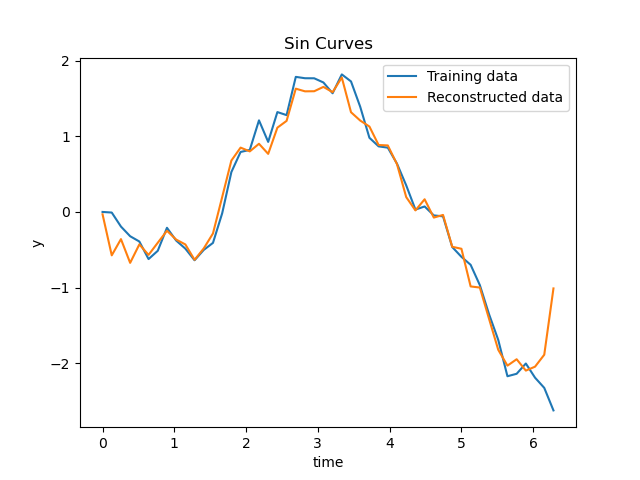 Sin Curves
Training data
Reconstructed data
2
1
0
−1
−2
y
0 1 2 3 4 5 6
time